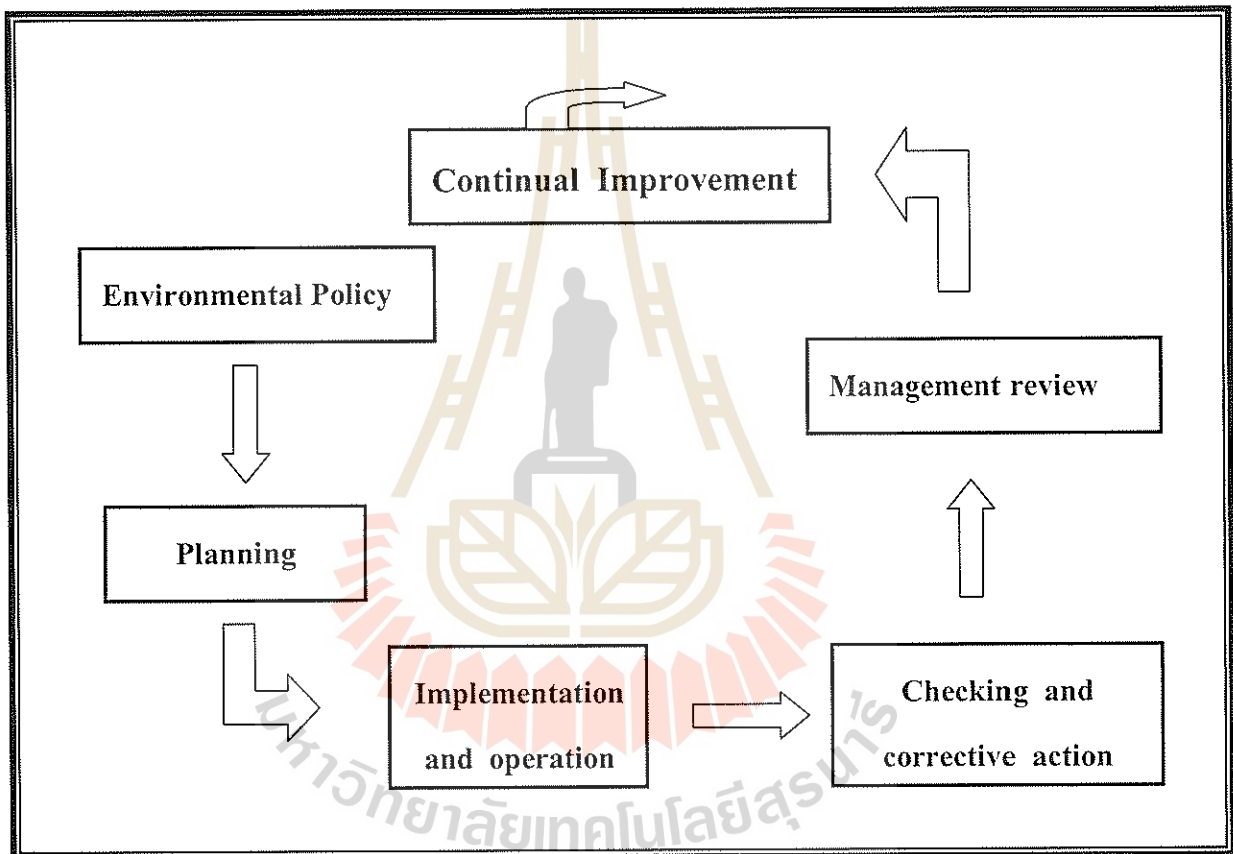 Continual Improvement
Environmental Policy
Management review
Planning
Implementation
and operation
Checking and
corrective action
มหาวิทยาลัยเทคโนโลยีสุรนารี